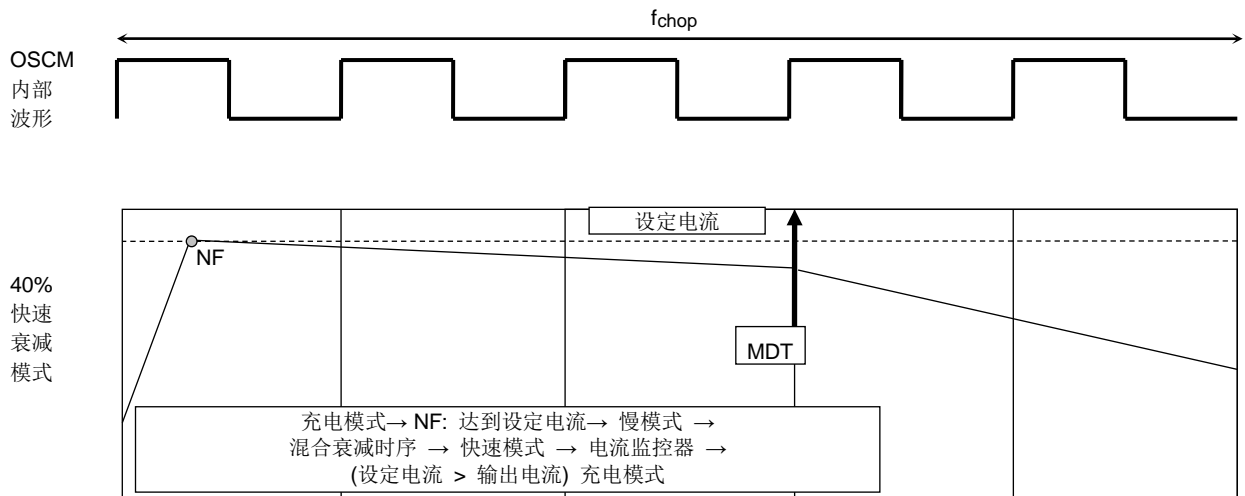 fchop
OSCM
内部
波形
设定电流
NF
40%
快速
衰减
模式
MDT
充电模式→ NF: 达到设定电流→ 慢模式 →
混合衰减时序 → 快速模式 → 电流监控器 →
(设定电流 > 输出电流) 充电模式